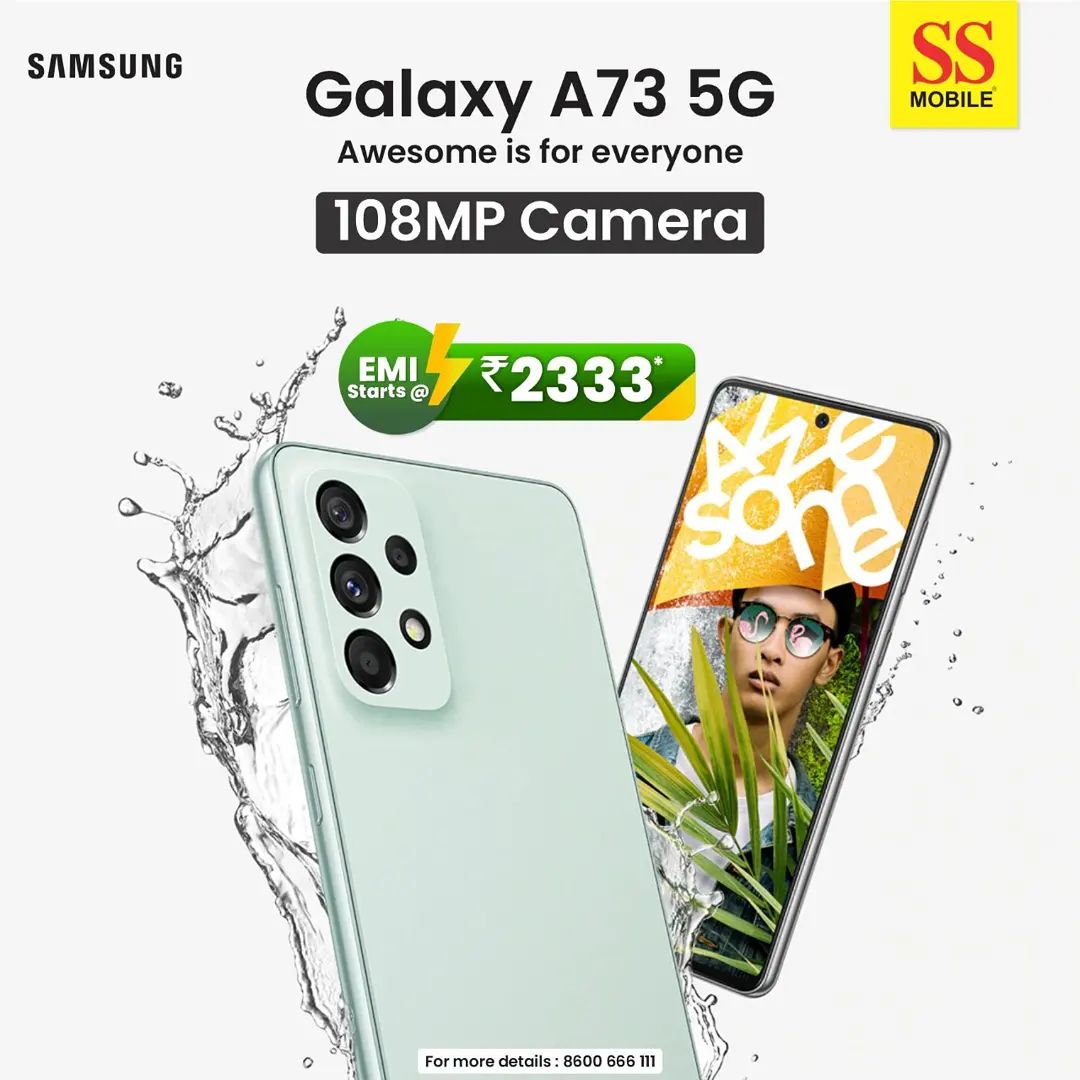 SAMSUNG
SS
MOBILE
Galaxy A73 5G
Awesome is for everyone
108MP Camera
EMI
Starts @
₹2333*
Awe
some
For more details : 8600 666 111